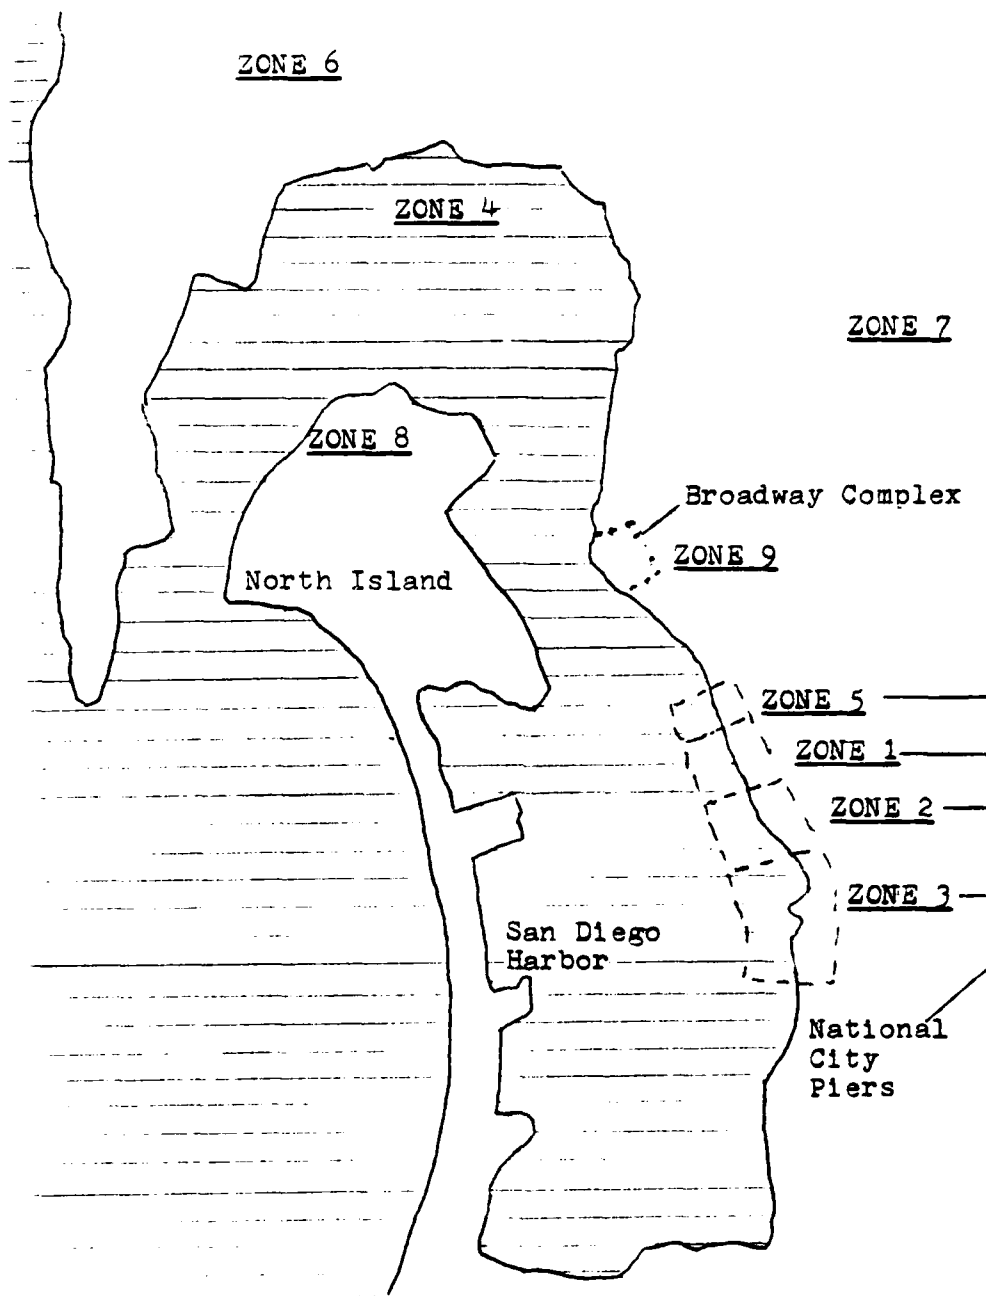 ZONE 6
ZONE 4
ZONE 7
ZONE 8
Broadway Complex
ZONE 9
North Island
ZONE 5
ZONE 1
ZONE 2
ZONE 3
San Diego
Harbor
National
City
Piers